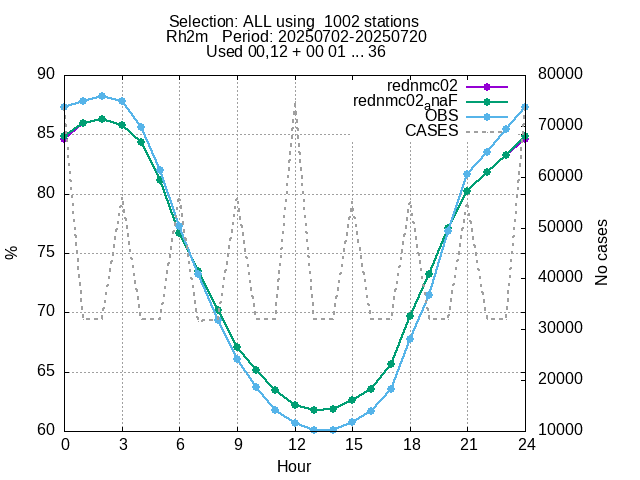 Selection: ALL using  1002 stations
Rh2m   Period: 20250702-20250720
Used 00,12 + 00 01 ... 36
rednmc02
rednmc02anaF
OBS
CASES
90
85
80
75
70
65
60
80000
70000
60000
50000
40000
30000
20000
10000
%
No cases
0 3 6 9 12 15 18 21 24
Hour